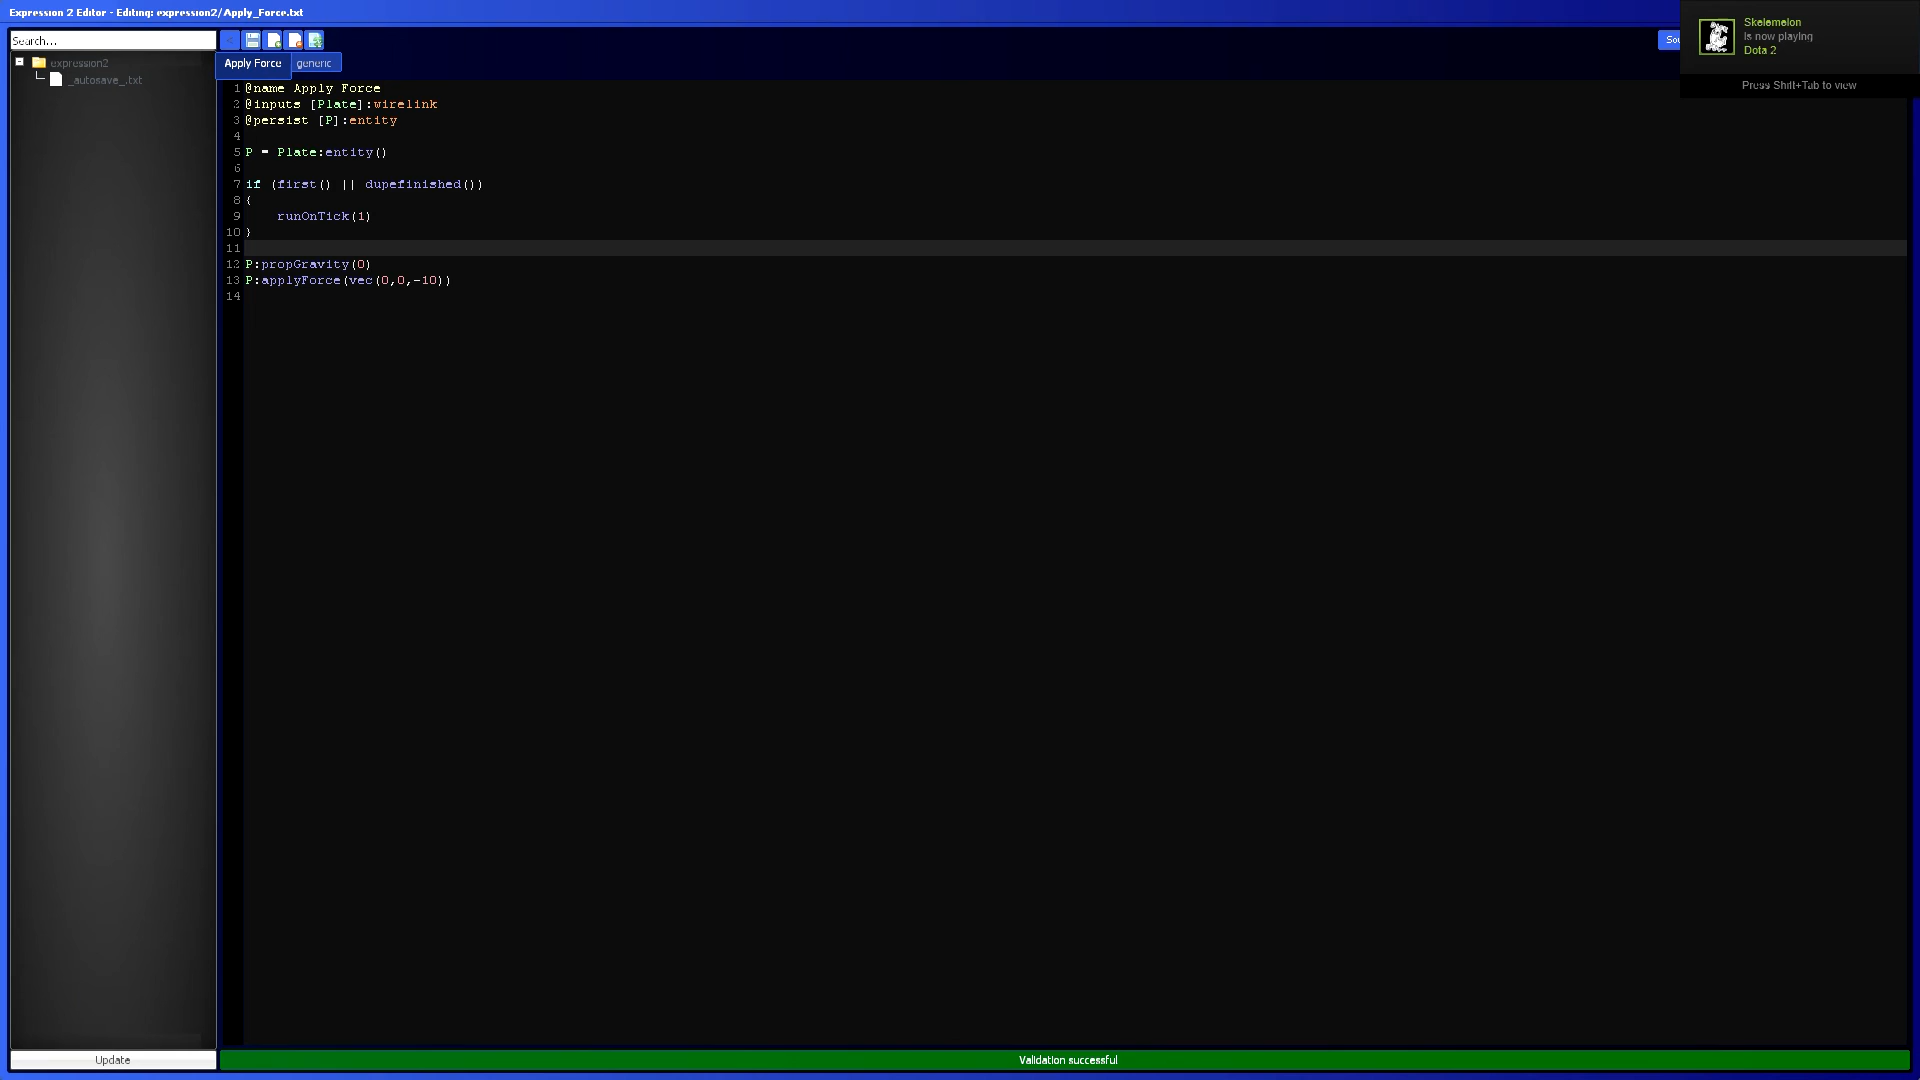 Expression 2 Editor - Editing: expression2/Apply_Force.txt
Search...
<
Sou
expression2
_autosave_.txt
Apply Force
generic
1 @name Apply Force
2 @inputs [Plate]:wirelink
3 @persist [P]:entity
4
5 P = Plate:entity()
6
7 if (first() || dupefinished())
8 {
9     runOnTick(1)
10 }
11
12 P:propGravity(0)
13 P:applyForce(vec(0,0,-10))
14
Skelemelon
is now playing
Dota 2
Press Shift+Tab to view
Update
Validation successful